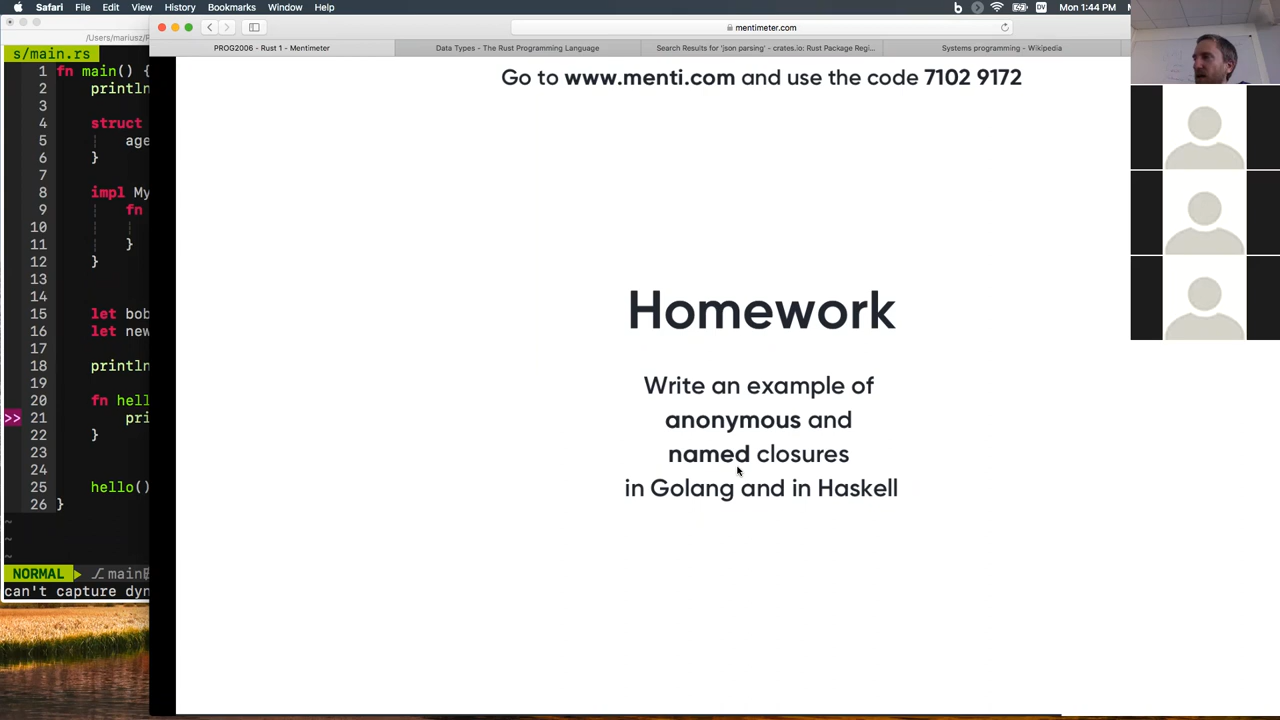 Safari File Edit View History Bookmarks Window Help
Mon 1:44 PM
/Users/mariusz/P
mentimeter.com
PROG2006 - Rust 1 - Mentimeter
Data Types - The Rust Programming Language
Search Results for 'json parsing' - crates.io: Rust Package Regi...
Systems programming - Wikipedia
s/main.rs
1 fn main() {
2 println
3
4 struct
5 age
6 }
7
8 impl My
9 fn
10
11 }
12 }
13
14
15 let bob
16 let new
17
18 println
19
20 fn hell
>> 21 pri
22 }
23
24
25 hello()
26 }
~
~
~
NORMAL main
can't capture dyn
Go to www.menti.com and use the code 7102 9172
Homework
Write an example of
anonymous and
named closures
in Golang and in Haskell